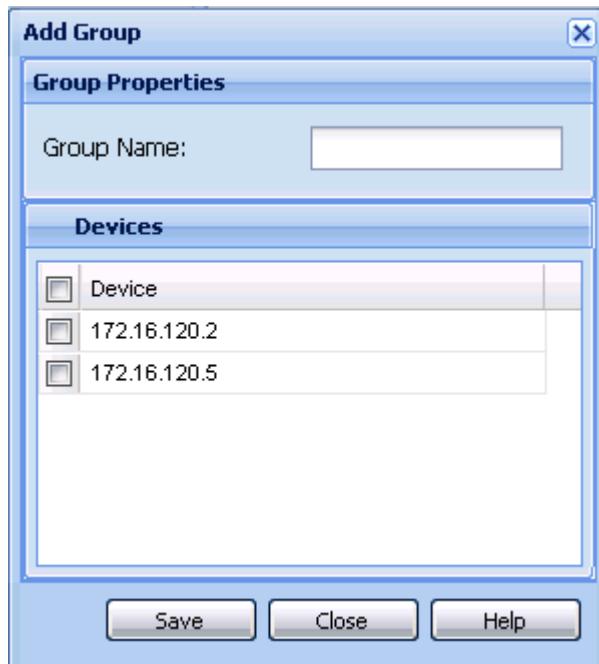 Add Group
Group Properties
Group Name:
Devices
Device
172.16.120.2
172.16.120.5
Save Close Help